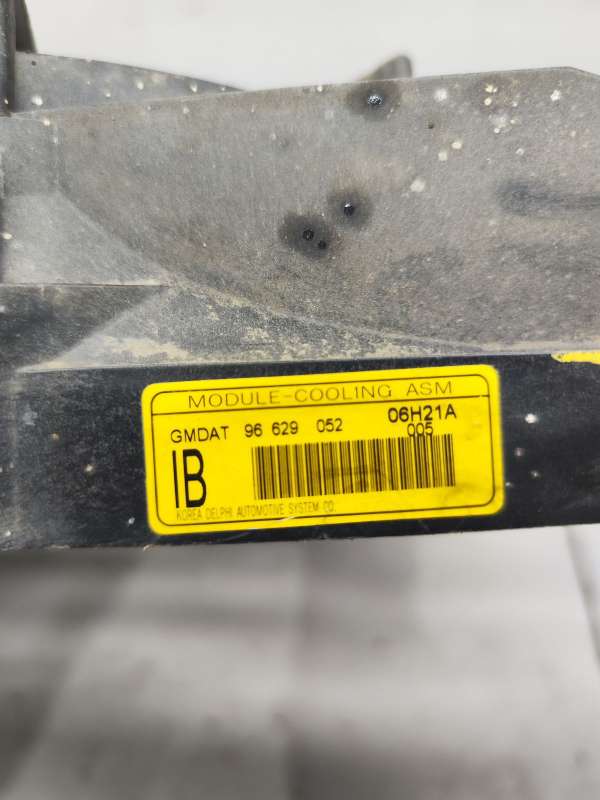 MODULE-COOLING ASM
GMDAT 96 629 052 06H21A
005
IB
KOREA DELPHI AUTOMOTIVE SYSTEM CO.